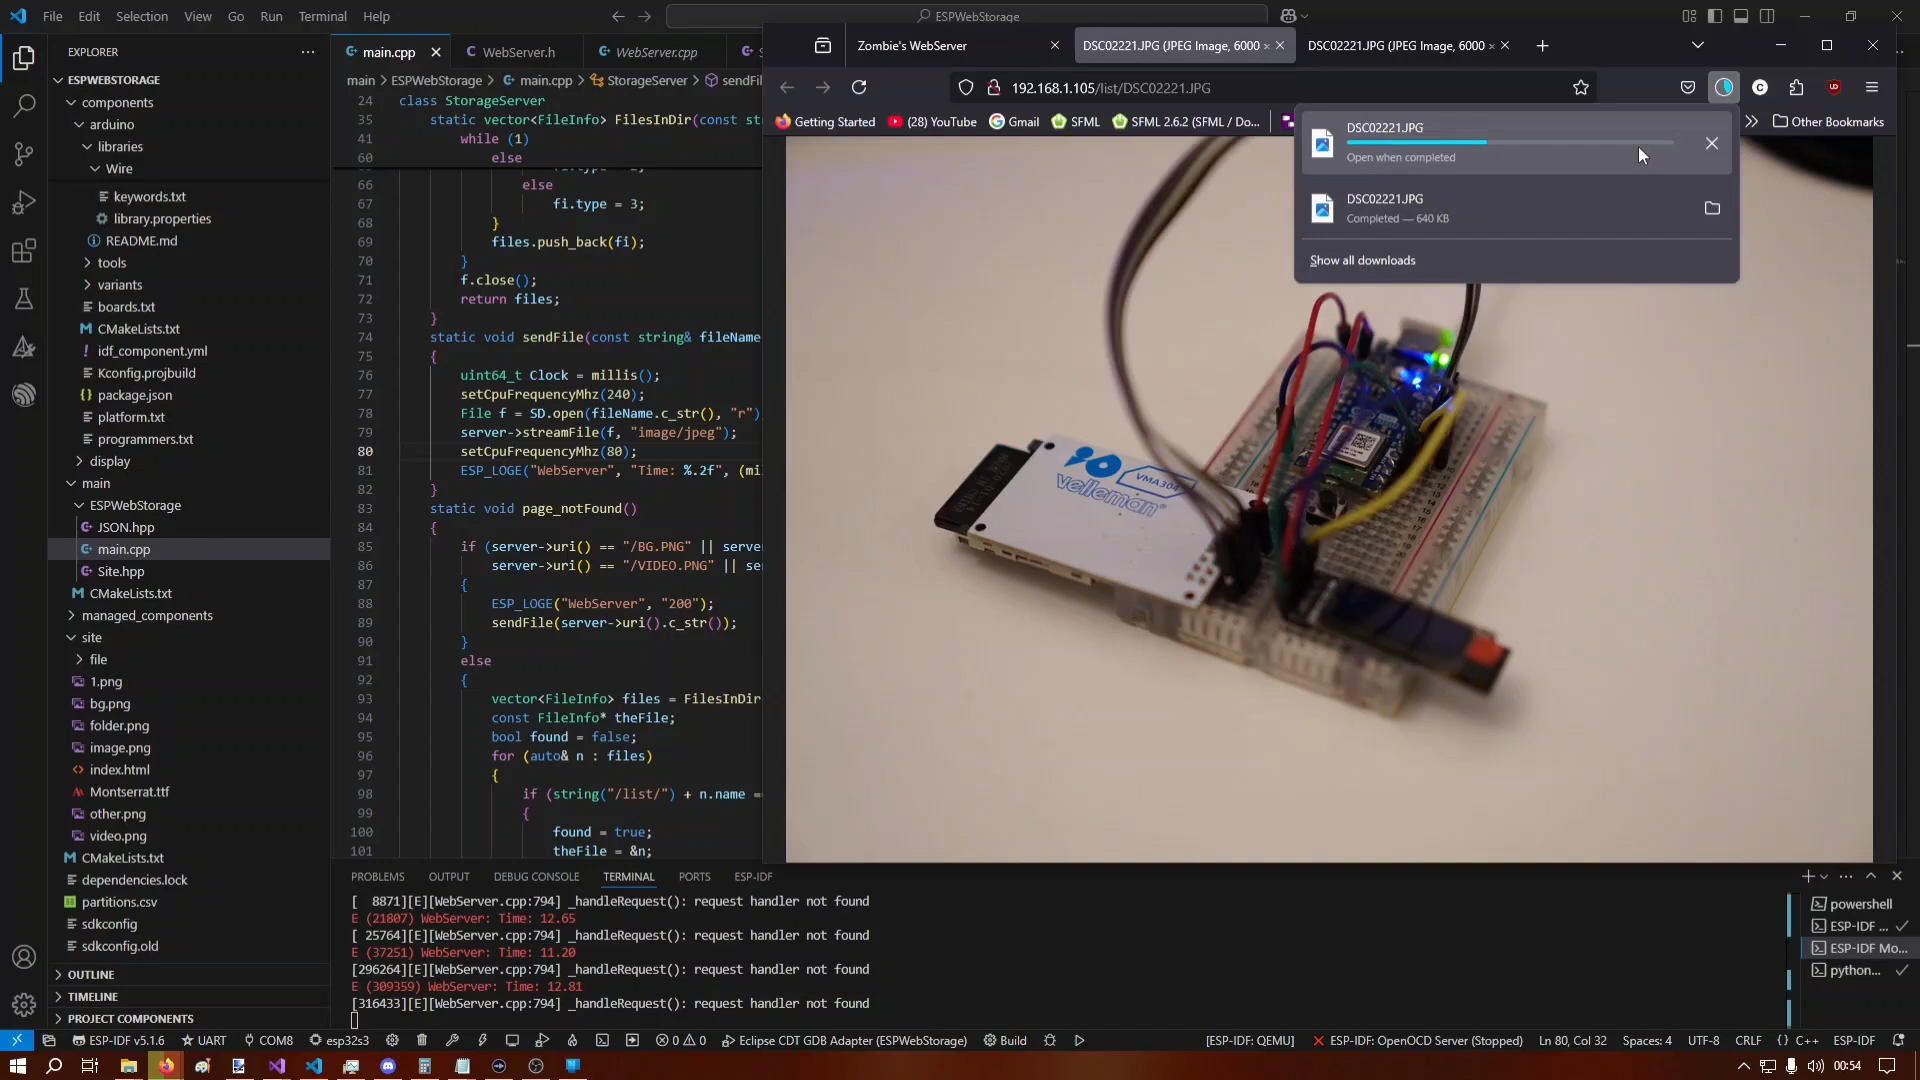 File Edit Selection View Go Run Terminal Help
ESPWebStorage
EXPLORER
ESPWEBSTORAGE
components
arduino
libraries
Wire
keywords.txt
library.properties
README.md
tools
variants
boards.txt
CMakeLists.txt
idf_component.yml
Kconfig.projbuild
package.json
platform.txt
programmers.txt
display
main
ESPWebStorage
JSON.hpp
main.cpp
Site.hpp
CMakeLists.txt
managed_components
site
file
1.png
bg.png
folder.png
image.png
index.html
Montserrat.ttf
other.png
video.png
CMakeLists.txt
dependencies.lock
partitions.csv
sdkconfig
sdkconfig.old
OUTLINE
TIMELINE
PROJECT COMPONENTS
main.cpp WebServer.h WebServer.cpp
main > ESPWebStorage > main.cpp > StorageServer > sendFil
24 class StorageServer
35 static vector<FileInfo> FilesInDir(const st
41 while (1)
60 else
66 else
67 fi.type = 3;
68 }
69 files.push_back(fi);
70 }
71 f.close();
72 return files;
73 }
74 static void sendFile(const string& fileName
75 {
76 uint64_t Clock = millis();
77 setCpuFrequencyMhz(240);
78 File f = SD.open(fileName.c_str(), "r")
79 server->streamFile(f, "image/jpeg");
80 setCpuFrequencyMhz(80);
81 ESP_LOGE("WebServer", "Time: %.2f", (mi
82 }
83 static void page_notFound()
84 {
85 if (server->uri() == "/BG.PNG" || serve
86 server->uri() == "/VIDEO.PNG" || se
87 {
88 ESP_LOGE("WebServer", "200");
89 sendFile(server->uri().c_str());
90 }
91 else
92 {
93 vector<FileInfo> files = FilesInDir
94 const FileInfo* theFile;
95 bool found = false;
96 for (auto& n : files)
97 {
98 if (string("/list/") + n.name =
99 {
100 found = true;
101 theFile = &n;
Zombie's WebServer DSC02221.JPG (JPEG Image, 6000 DSC02221.JPG (JPEG Image, 6000
192.168.1.105/list/DSC02221.JPG
Getting Started (28) YouTube Gmail SFML SFML 2.6.2 (SFML / Do... Other Bookmarks
DSC02221.JPG
Open when completed
DSC02221.JPG
Completed — 640 KB
Show all downloads
velleman
VMA304
PROBLEMS OUTPUT DEBUG CONSOLE TERMINAL PORTS ESP-IDF
[ 8871][E][WebServer.cpp:794] _handleRequest(): request handler not found
E (21807) WebServer: Time: 12.65
[ 25764][E][WebServer.cpp:794] _handleRequest(): request handler not found
E (37251) WebServer: Time: 11.20
[296264][E][WebServer.cpp:794] _handleRequest(): request handler not found
E (309359) WebServer: Time: 12.81
[316433][E][WebServer.cpp:794] _handleRequest(): request handler not found
powershell
ESP-IDF ...
ESP-IDF Mo...
python...
ESP-IDF v5.1.6 UART COM8 esp32s3 0 0 Eclipse CDT GDB Adapter (ESPWebStorage) Build [ESP-IDF: QEMU] ESP-IDF: OpenOCD Server (Stopped) Ln 80, Col 32 Spaces: 4 UTF-8 CRLF {} C++ ESP-IDF
00:54